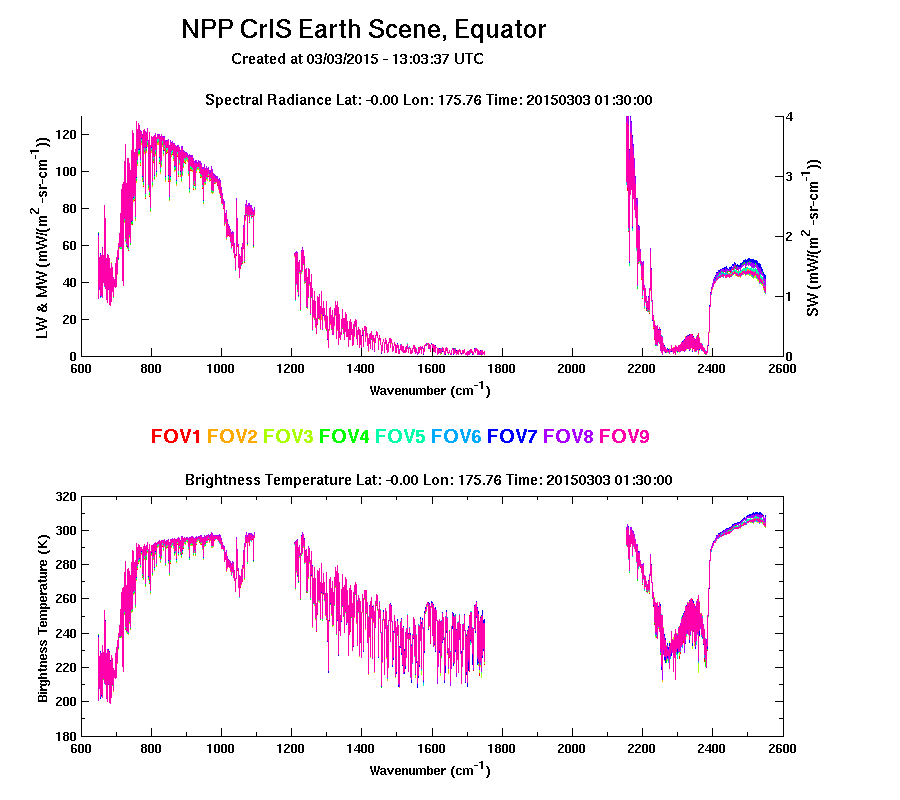 NPP CrIS Earth Scene, Equator
Created at 03/03/2015 - 13:03:37 UTC
Spectral Radiance Lat: -0.00 Lon: 175.76 Time: 20150303 01:30:00
LW & MW (mW/(m2 -sr-cm-1))
120
100
80
60
40
20
0
4
3
2
1
0
SW (mW/(m2 -sr-cm-1))
600 800 1000 1200 1400 1600 1800 2000 2200 2400 2600
Wavenumber (cm-1)
FOV1 FOV2 FOV3 FOV4 FOV5 FOV6 FOV7 FOV8 FOV9
Brightness Temperature Lat: -0.00 Lon: 175.76 Time: 20150303 01:30:00
Birghtness Temperature (K)
320
300
280
260
240
220
200
180
600 800 1000 1200 1400 1600 1800 2000 2200 2400 2600
Wavenumber (cm-1)